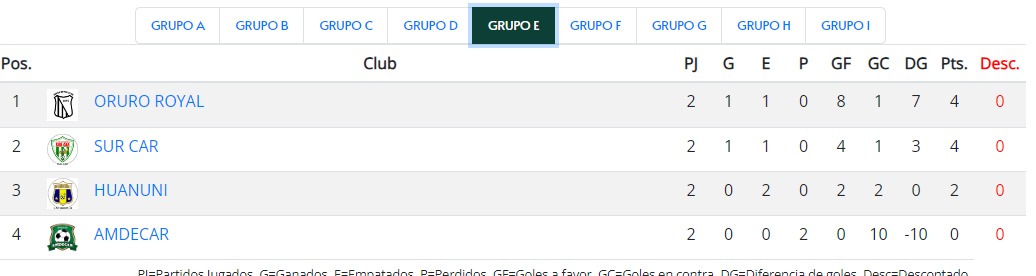 GRUPO A GRUPO B GRUPO C GRUPO D GRUPO E GRUPO F GRUPO G GRUPO H GRUPO I
Pos. Club PJ G E P GF GC DG Pts. Desc.
1 ORURO ROYAL 2 1 1 0 8 1 7 4 0
2 SUR CAR 2 1 1 0 4 1 3 4 0
3 HUANUNI 2 0 2 0 2 2 0 2 0
4 AMDECAR 2 0 0 2 0 10 -10 0 0
PJ=Partidos Jugados, G=Ganados, E=Empatados, P=Perdidos, GF=Goles a favor, GC=Goles en contra, DG=Diferencia de goles, Desc=Descontado